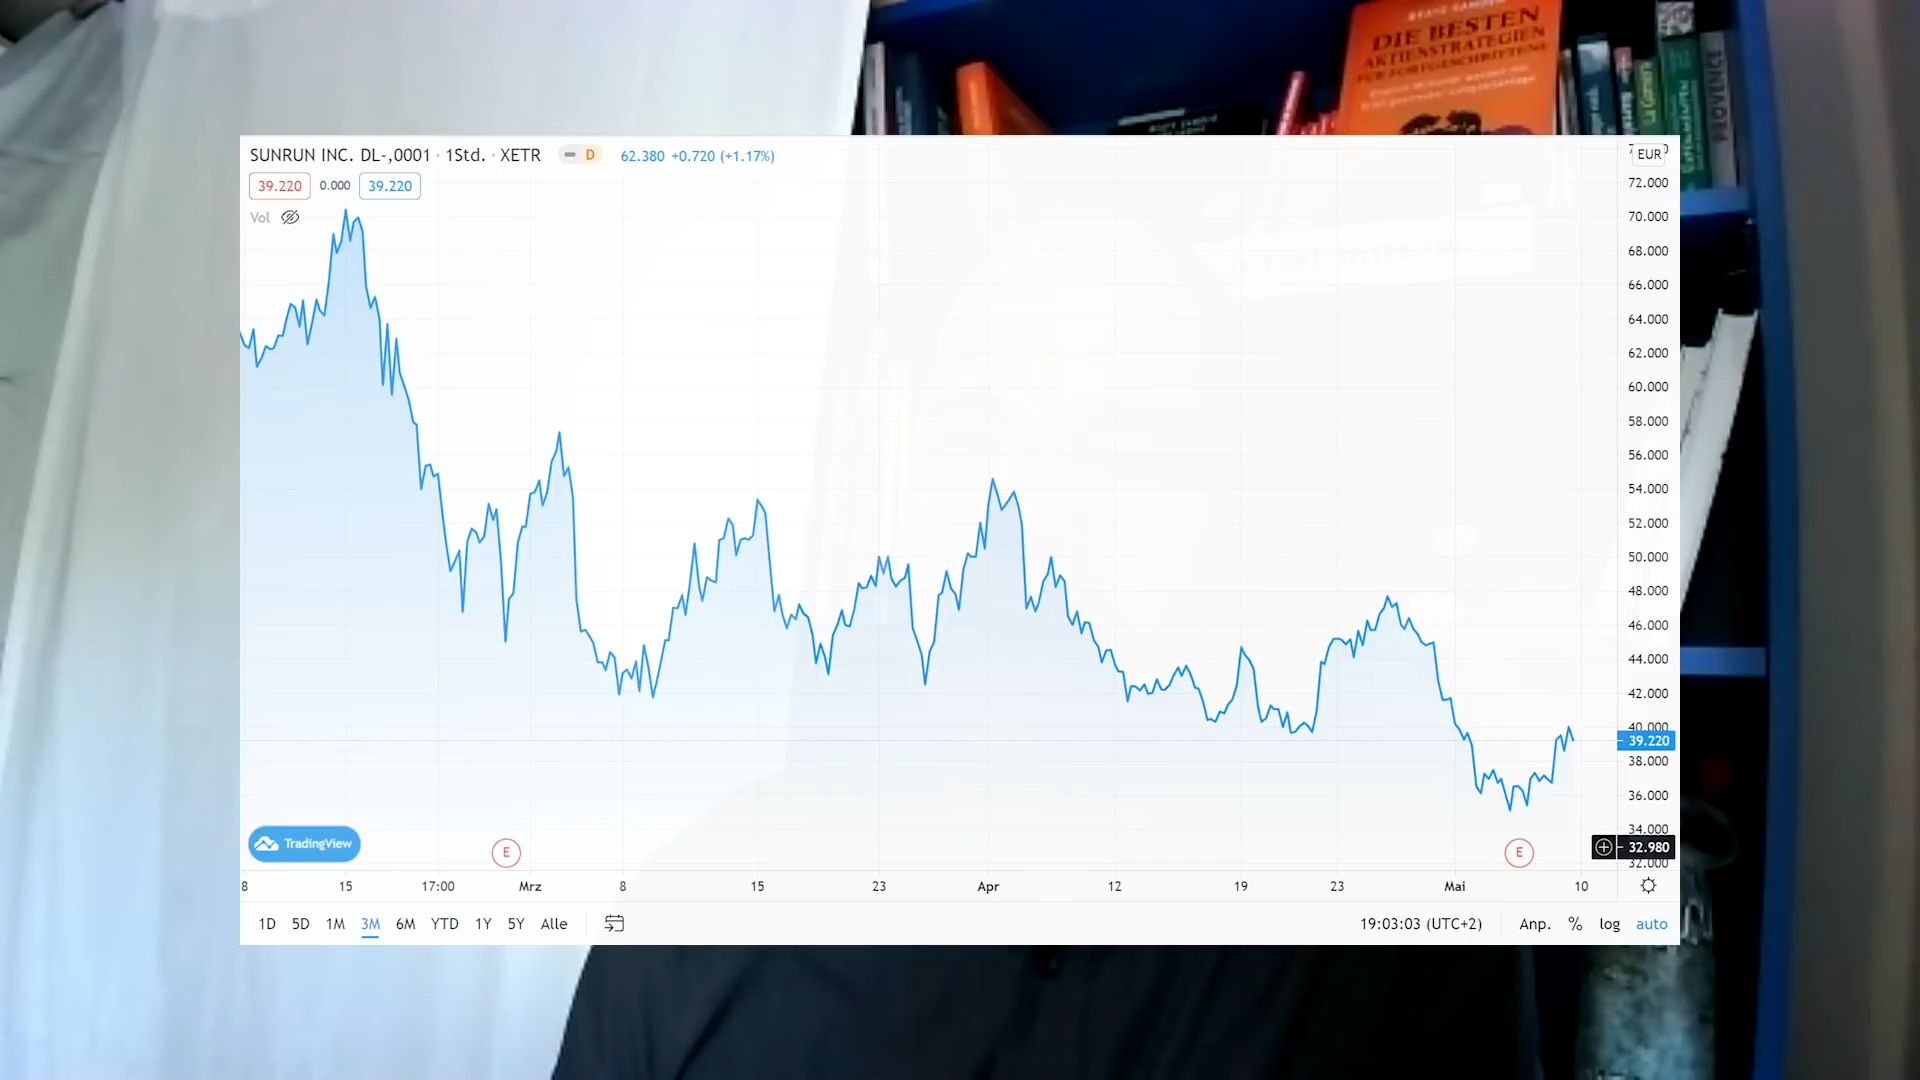 BEATE SANDER
DIE BESTEN
AKTIENSTRATEGIEN
FÜR FORTGESCHRITTENE
PROVENCE
SUNRUN INC. DL-,0001 · 1Std. · XETR
D
62.380 +0.720 (+1.17%)
EUR
39.220
0.000
39.220
Vol
72.000
70.000
68.000
66.000
64.000
62.000
60.000
58.000
56.000
54.000
52.000
50.000
48.000
46.000
44.000
42.000
40.000
39.220
38.000
36.000
34.000
32.980
32.000
TradingView
E
E
8
15
17:00
Mrz
8
15
23
Apr
12
19
23
Mai
10
1D 5D 1M 3M 6M YTD 1Y 5Y Alle
19:03:03 (UTC+2)
Anp. % log auto